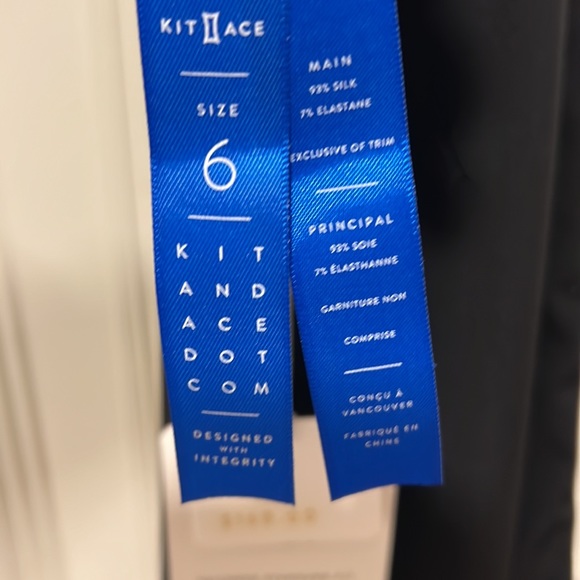 KIT ACE
SIZE
6
K I T
A N D
A C E
D O T
C O M
DESIGNED
WITH
INTEGRITY
MAIN
93% SILK
7% ELASTANE
EXCLUSIVE OF TRIM
PRINCIPAL
93% SOIE
7% ÉLASTHANNE
GARNITURE NON
COMPRISE
CONÇU À
VANCOUVER
FABRIQUÉ EN
CHINE